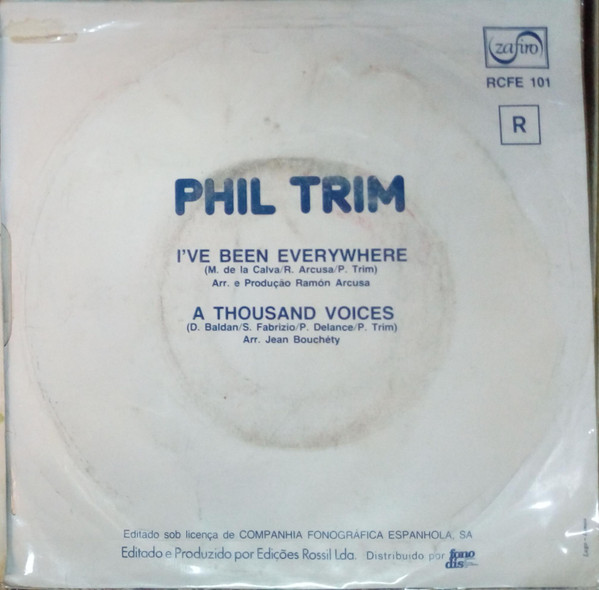 zafiro
RCFE 101
R
PHIL TRIM
I'VE BEEN EVERYWHERE
(M. de la Calva/R. Arcusa/P. Trim)
Arr. e Produção Ramón Arcusa
A THOUSAND VOICES
(D. Baldan/S. Fabrizio/P. Delance/P. Trim)
Arr. Jean Bouchéty
Editado sob licença de COMPANHIA FONOGRÁFICA ESPANHOLA, SA
Editado e Produzido por Edições Rossil Lda. Distribuido por fono
dis